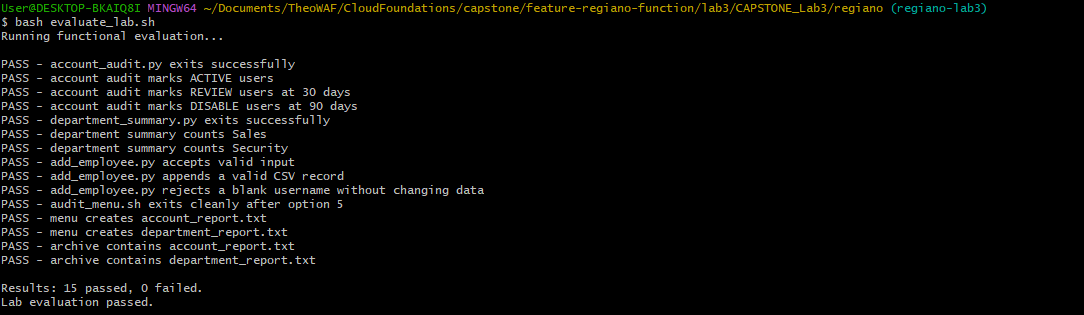 User@DESKTOP-BKAIQ8I MINGW64 ~/Documents/TheoWAF/CloudFoundations/capstone/feature-regiano-function/lab3/CAPSTONE_Lab3/regiano (regiano-lab3)
$ bash evaluate_lab.sh
Running functional evaluation...
PASS - account_audit.py exits successfully
PASS - account audit marks ACTIVE users
PASS - account audit marks REVIEW users at 30 days
PASS - account audit marks DISABLE users at 90 days
PASS - department_summary.py exits successfully
PASS - department summary counts Sales
PASS - department summary counts Security
PASS - add_employee.py accepts valid input
PASS - add_employee.py appends a valid CSV record
PASS - add_employee.py rejects a blank username without changing data
PASS - audit_menu.sh exits cleanly after option 5
PASS - menu creates account_report.txt
PASS - menu creates department_report.txt
PASS - archive contains account_report.txt
PASS - archive contains department_report.txt
Results: 15 passed, 0 failed.
Lab evaluation passed.